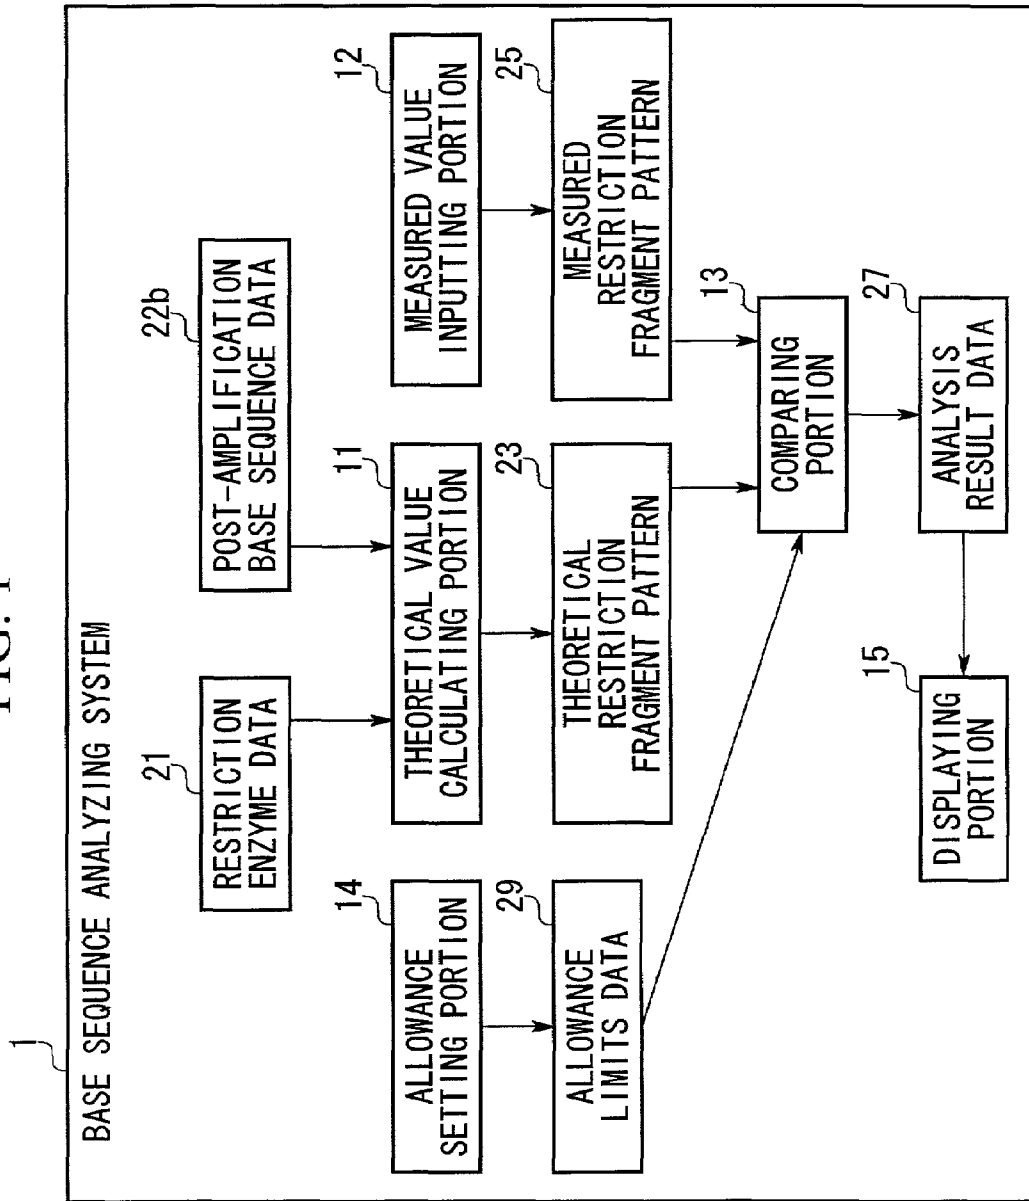 FIG. 1
1
BASE SEQUENCE ANALYZING SYSTEM
21
RESTRICTION
ENZYME DATA
22b
POST-AMPLIFICATION
BASE SEQUENCE DATA
14
ALLOWANCE
SETTING PORTION
11
THEORETICAL VALUE
CALCULATING PORTION
12
MEASURED VALUE
INPUTTING PORTION
29
ALLOWANCE
LIMITS DATA
23
THEORETICAL
RESTRICTION
FRAGMENT PATTERN
25
MEASURED
RESTRICTION
FRAGMENT PATTERN
13
COMPARING
PORTION
15
DISPLAYING
PORTION
27
ANALYSIS
RESULT DATA